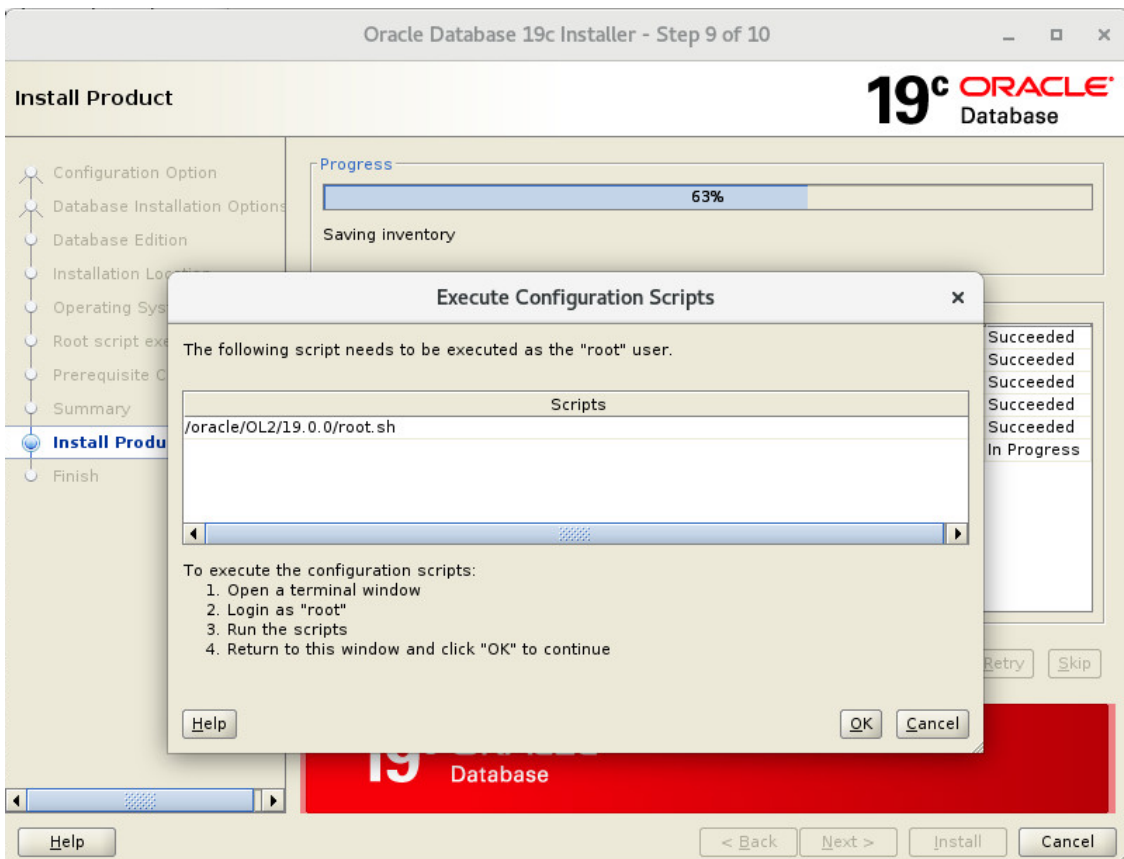 Oracle Database 19c Installer - Step 9 of 10
Install Product
19c ORACLE
Database
Configuration Option
Database Installation Options
Database Edition
Installation
Operating
Root script
Prerequisite
Summary
Install
Finish
Progress
63%
Saving inventory
Succeeded
Succeeded
Succeeded
Succeeded
Succeeded
In Progress
Execute Configuration Scripts
The following script needs to be executed as the "root" user.
Scripts
/oracle/OL2/19.0.0/root.sh
To execute the configuration scripts:
1. Open a terminal window
2. Login as "root"
3. Run the scripts
4. Return to this window and click "OK" to continue
Help
OK
Cancel
Retry
Skip
Database
Help
< Back
Next >
Install
Cancel